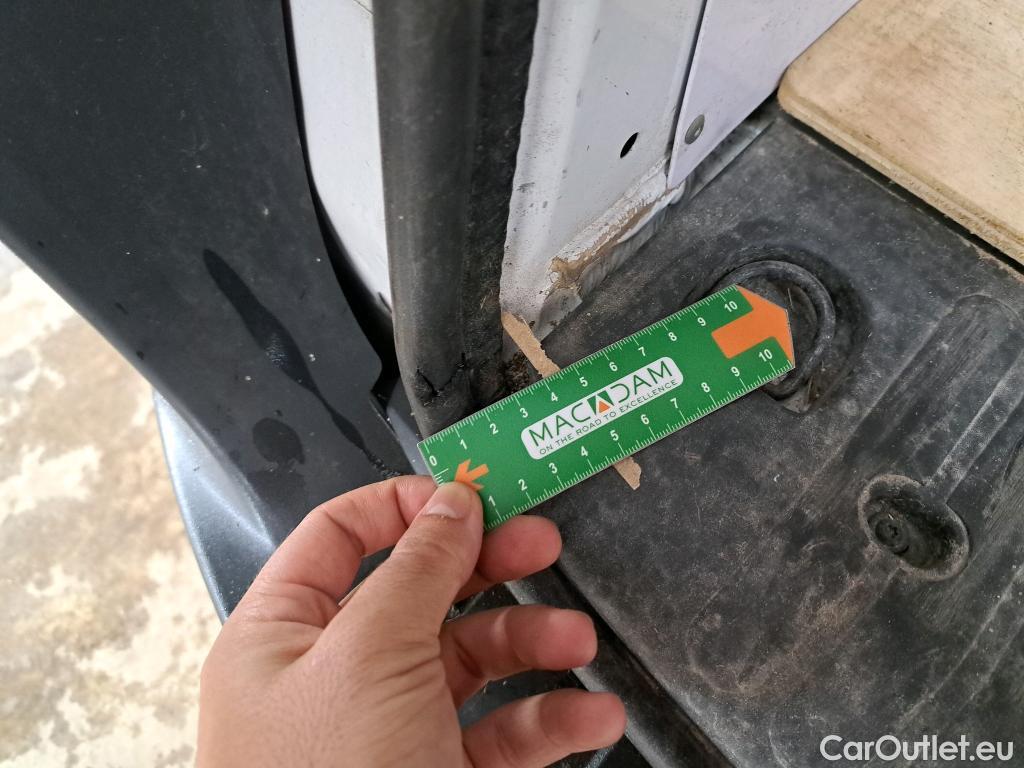 0 1 2 3 4 5 6 7 8 9 10
MACADAM
ON THE ROAD TO EXCELLENCE
1 2 3 4 5 6 7 8 9 10
CarOutlet.eu